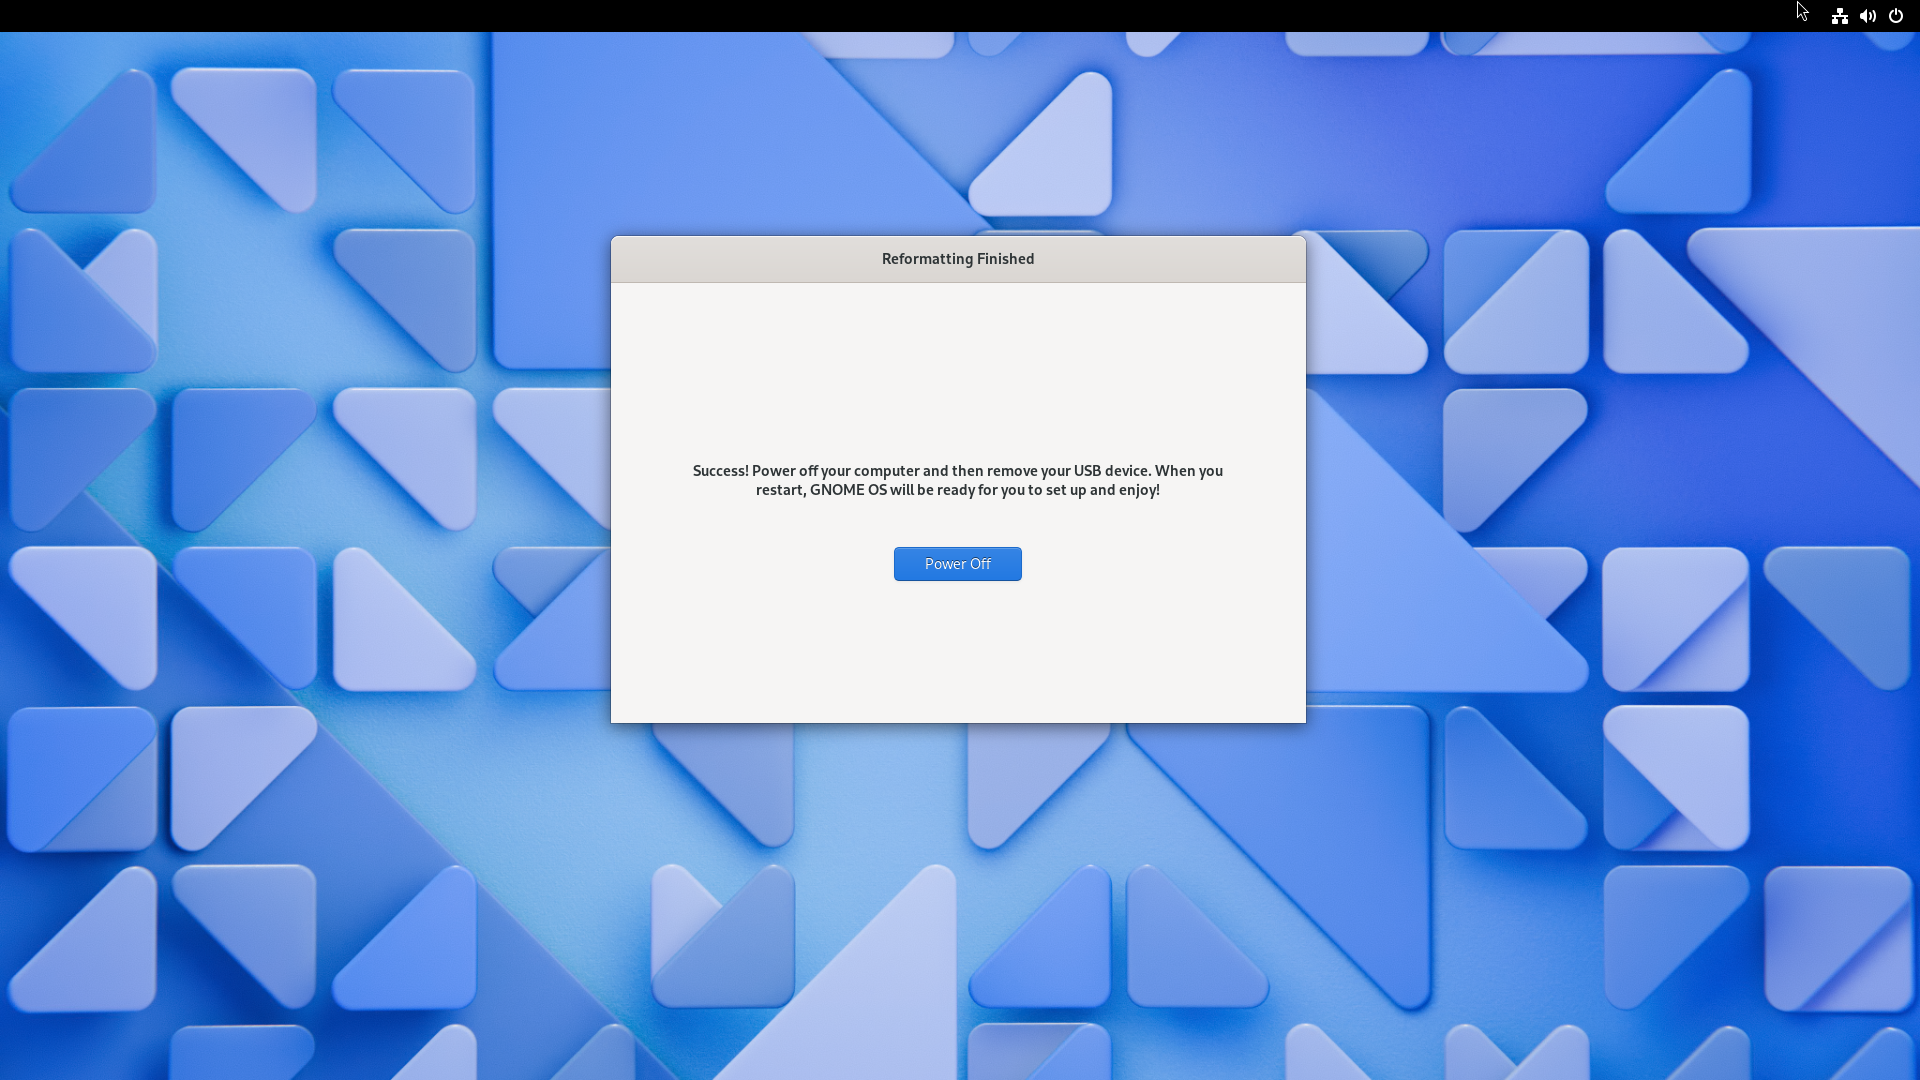 Reformatting Finished
Success! Power off your computer and then remove your USB device. When you
restart, GNOME OS will be ready for you to set up and enjoy!
Power Off